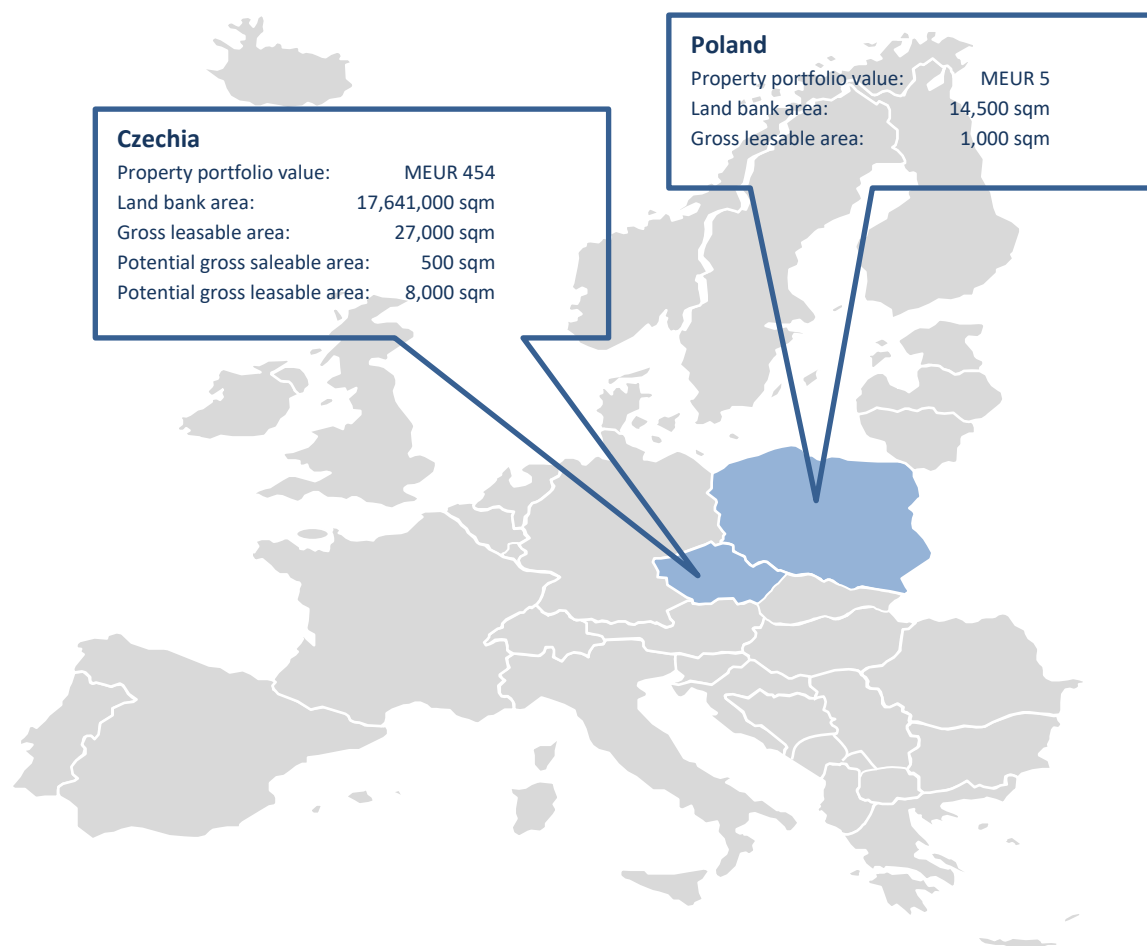 Poland
Property portfolio value: MEUR 5
Land bank area: 14,500 sqm
Gross leasable area: 1,000 sqm
Czechia
Property portfolio value: MEUR 454
Land bank area: 17,641,000 sqm
Gross leasable area: 27,000 sqm
Potential gross saleable area: 500 sqm
Potential gross leasable area: 8,000 sqm